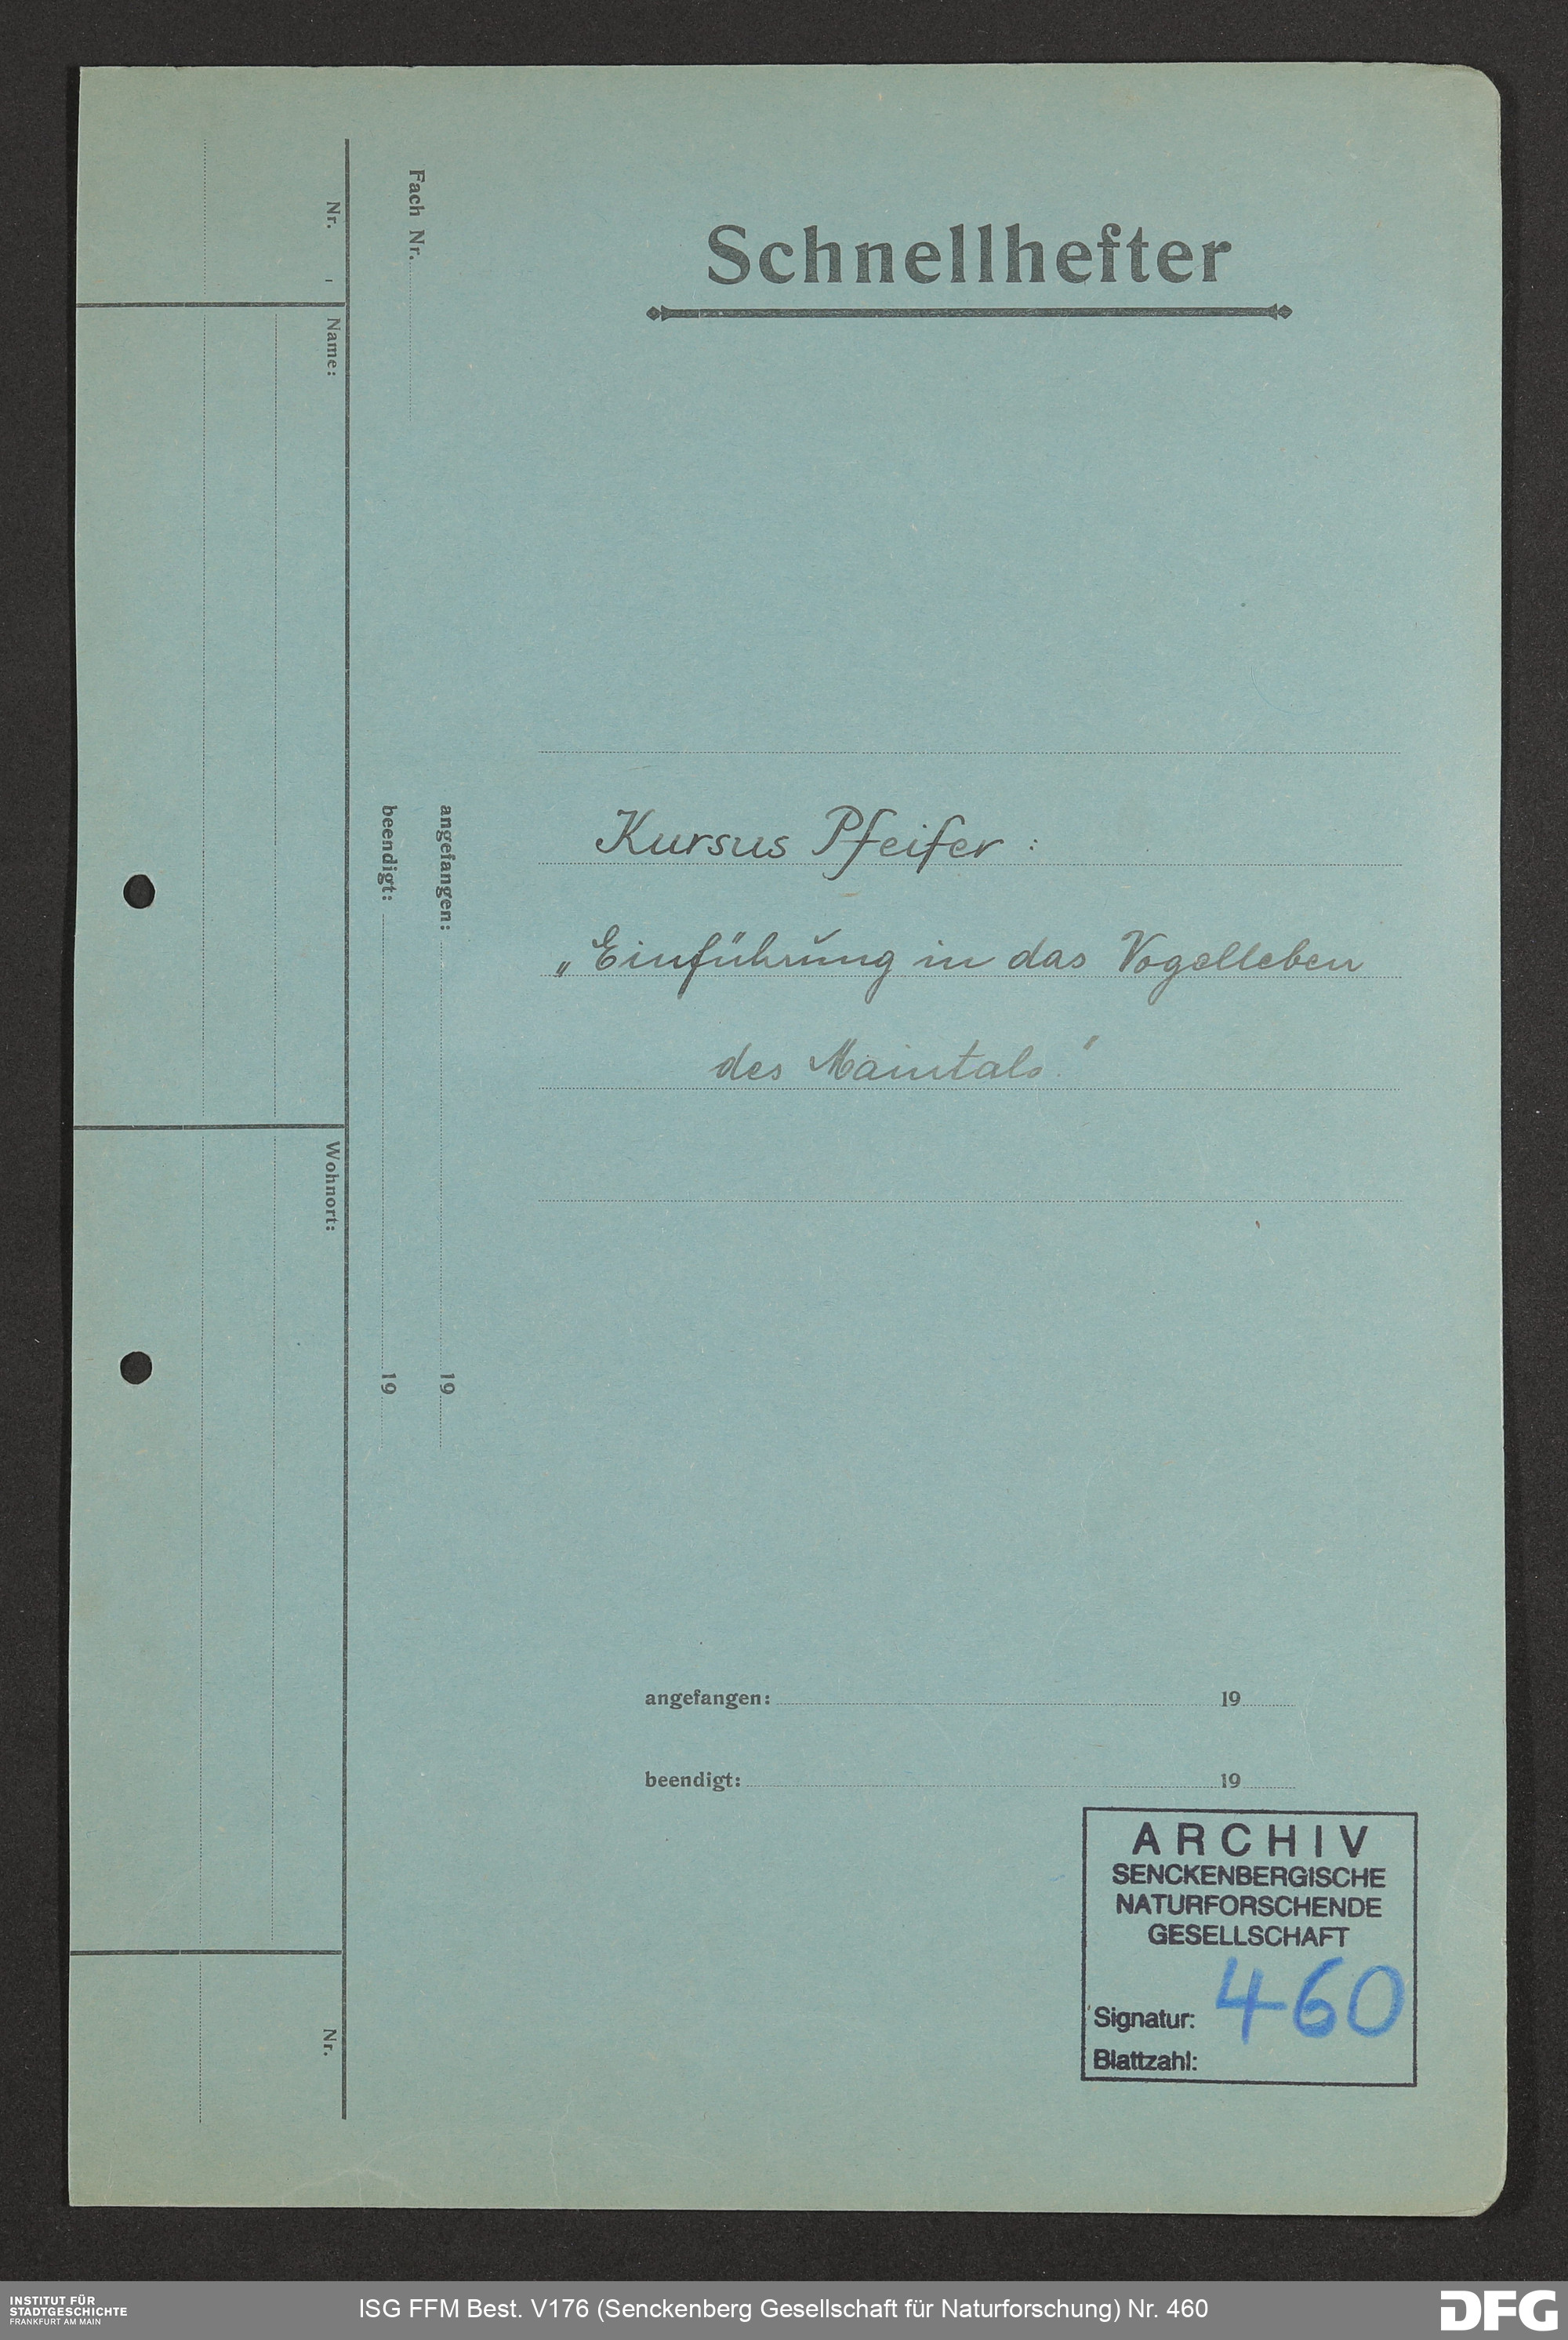 Schnellhefter
Fach Nr.
Nr.
Name:
Wohnort:
Nr.
angefangen: 19
beendigt: 19
Kursus Pfeifer :
„Einführung in das Vogelleben
des Maintals."
angefangen: 19
beendigt: 19
ARCHIV
SENCKENBERGISCHE
NATURFORSCHENDE
GESELLSCHAFT
Signatur: 460
Blattzahl:
INSTITUT FÜR
STADTGESCHICHTE
FRANKFURT AM MAIN
ISG FFM Best. V176 (Senckenberg Gesellschaft für Naturforschung) Nr. 460
DFG